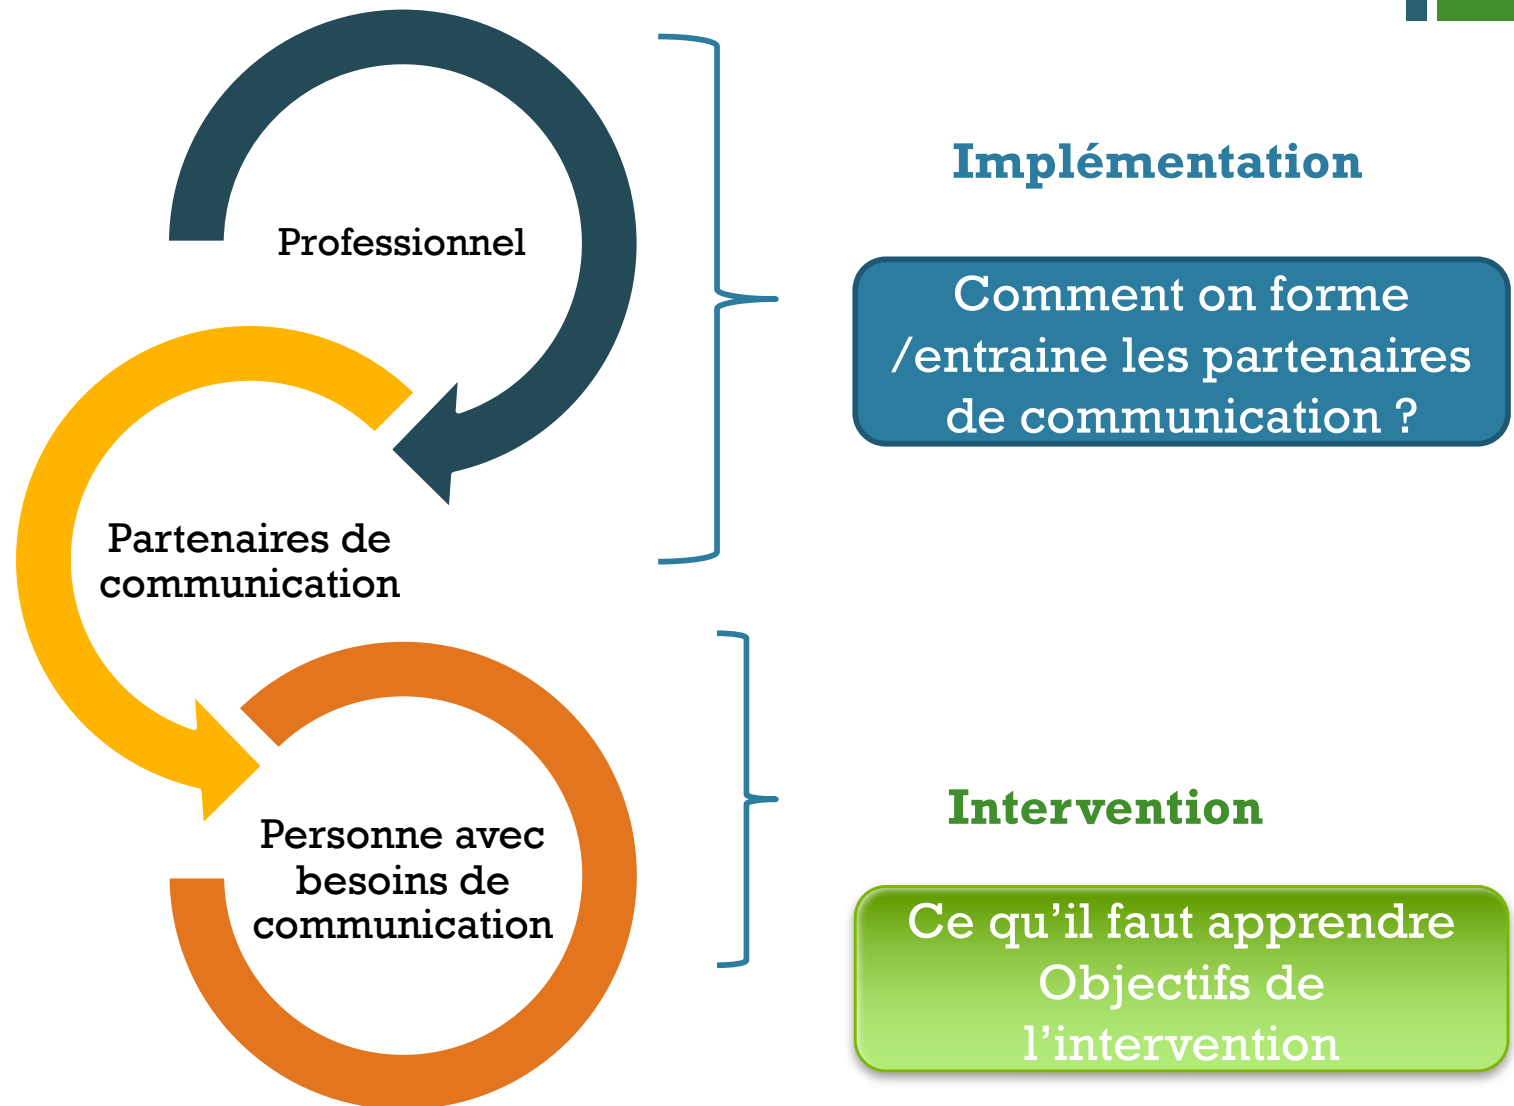 Professionnel
Partenaires de
communication
Personne avec
besoins de
communication
Implémentation
Comment on forme
/entraine les partenaires
de communication ?
Intervention
Ce qu’il faut apprendre
Objectifs de
l’intervention